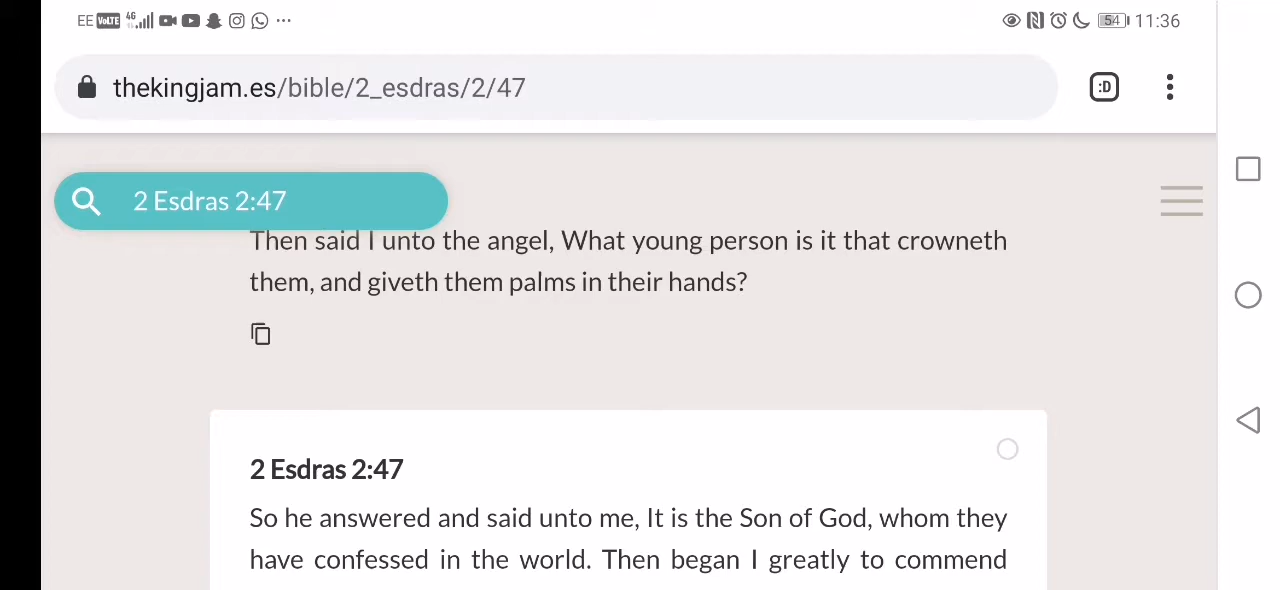 EE VoLTE 4G ... 54 11:36
thekingjam.es/bible/2_esdras/2/47 :D
2 Esdras 2:47
Then said I unto the angel, What young person is it that crowneth
them, and giveth them palms in their hands?
2 Esdras 2:47
So he answered and said unto me, It is the Son of God, whom they
have confessed in the world. Then began I greatly to commend